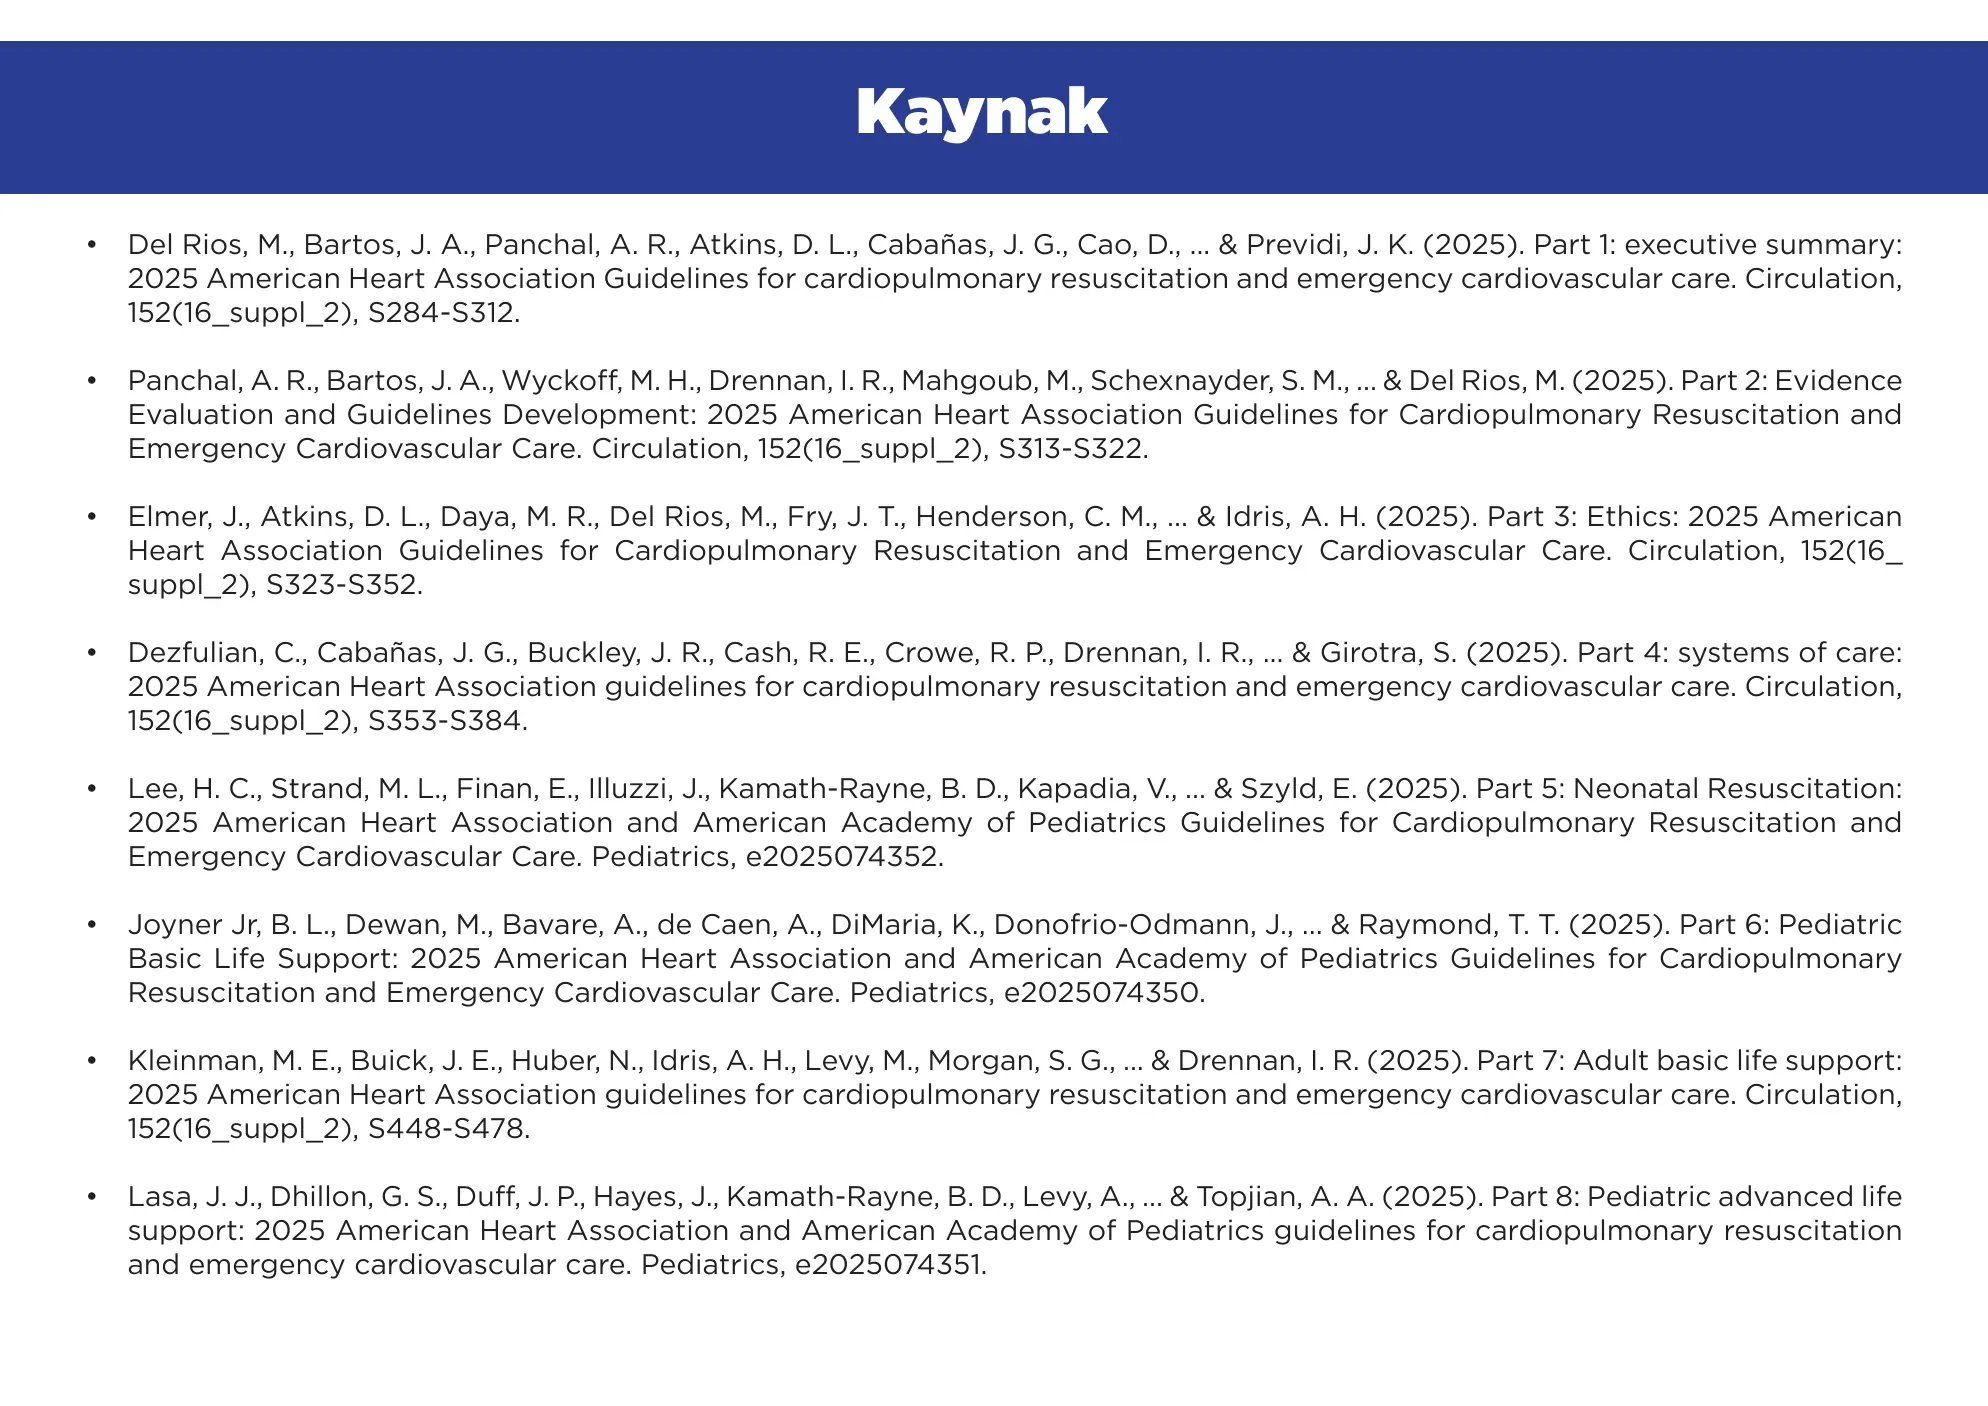 Kaynak
• Del Rios, M., Bartos, J. A., Panchal, A. R., Atkins, D. L., Cabañas, J. G., Cao, D., ... & Previdi, J. K. (2025). Part 1: executive summary:
2025 American Heart Association Guidelines for cardiopulmonary resuscitation and emergency cardiovascular care. Circulation,
152(16_suppl_2), S284-S312.
• Panchal, A. R., Bartos, J. A., Wyckoff, M. H., Drennan, I. R., Mahgoub, M., Schexnayder, S. M., ... & Del Rios, M. (2025). Part 2: Evidence
Evaluation and Guidelines Development: 2025 American Heart Association Guidelines for Cardiopulmonary Resuscitation and
Emergency Cardiovascular Care. Circulation, 152(16_suppl_2), S313-S322.
• Elmer, J., Atkins, D. L., Daya, M. R., Del Rios, M., Fry, J. T., Henderson, C. M., ... & Idris, A. H. (2025). Part 3: Ethics: 2025 American
Heart Association Guidelines for Cardiopulmonary Resuscitation and Emergency Cardiovascular Care. Circulation, 152(16_
suppl_2), S323-S352.
• Dezfulian, C., Cabañas, J. G., Buckley, J. R., Cash, R. E., Crowe, R. P., Drennan, I. R., ... & Girotra, S. (2025). Part 4: systems of care:
2025 American Heart Association guidelines for cardiopulmonary resuscitation and emergency cardiovascular care. Circulation,
152(16_suppl_2), S353-S384.
• Lee, H. C., Strand, M. L., Finan, E., Illuzzi, J., Kamath-Rayne, B. D., Kapadia, V., ... & Szyld, E. (2025). Part 5: Neonatal Resuscitation:
2025 American Heart Association and American Academy of Pediatrics Guidelines for Cardiopulmonary Resuscitation and
Emergency Cardiovascular Care. Pediatrics, e2025074352.
• Joyner Jr, B. L., Dewan, M., Bavare, A., de Caen, A., DiMaria, K., Donofrio-Odmann, J., ... & Raymond, T. T. (2025). Part 6: Pediatric
Basic Life Support: 2025 American Heart Association and American Academy of Pediatrics Guidelines for Cardiopulmonary
Resuscitation and Emergency Cardiovascular Care. Pediatrics, e2025074350.
• Kleinman, M. E., Buick, J. E., Huber, N., Idris, A. H., Levy, M., Morgan, S. G., ... & Drennan, I. R. (2025). Part 7: Adult basic life support:
2025 American Heart Association guidelines for cardiopulmonary resuscitation and emergency cardiovascular care. Circulation,
152(16_suppl_2), S448-S478.
• Lasa, J. J., Dhillon, G. S., Duff, J. P., Hayes, J., Kamath-Rayne, B. D., Levy, A., ... & Topjian, A. A. (2025). Part 8: Pediatric advanced life
support: 2025 American Heart Association and American Academy of Pediatrics guidelines for cardiopulmonary resuscitation
and emergency cardiovascular care. Pediatrics, e2025074351.